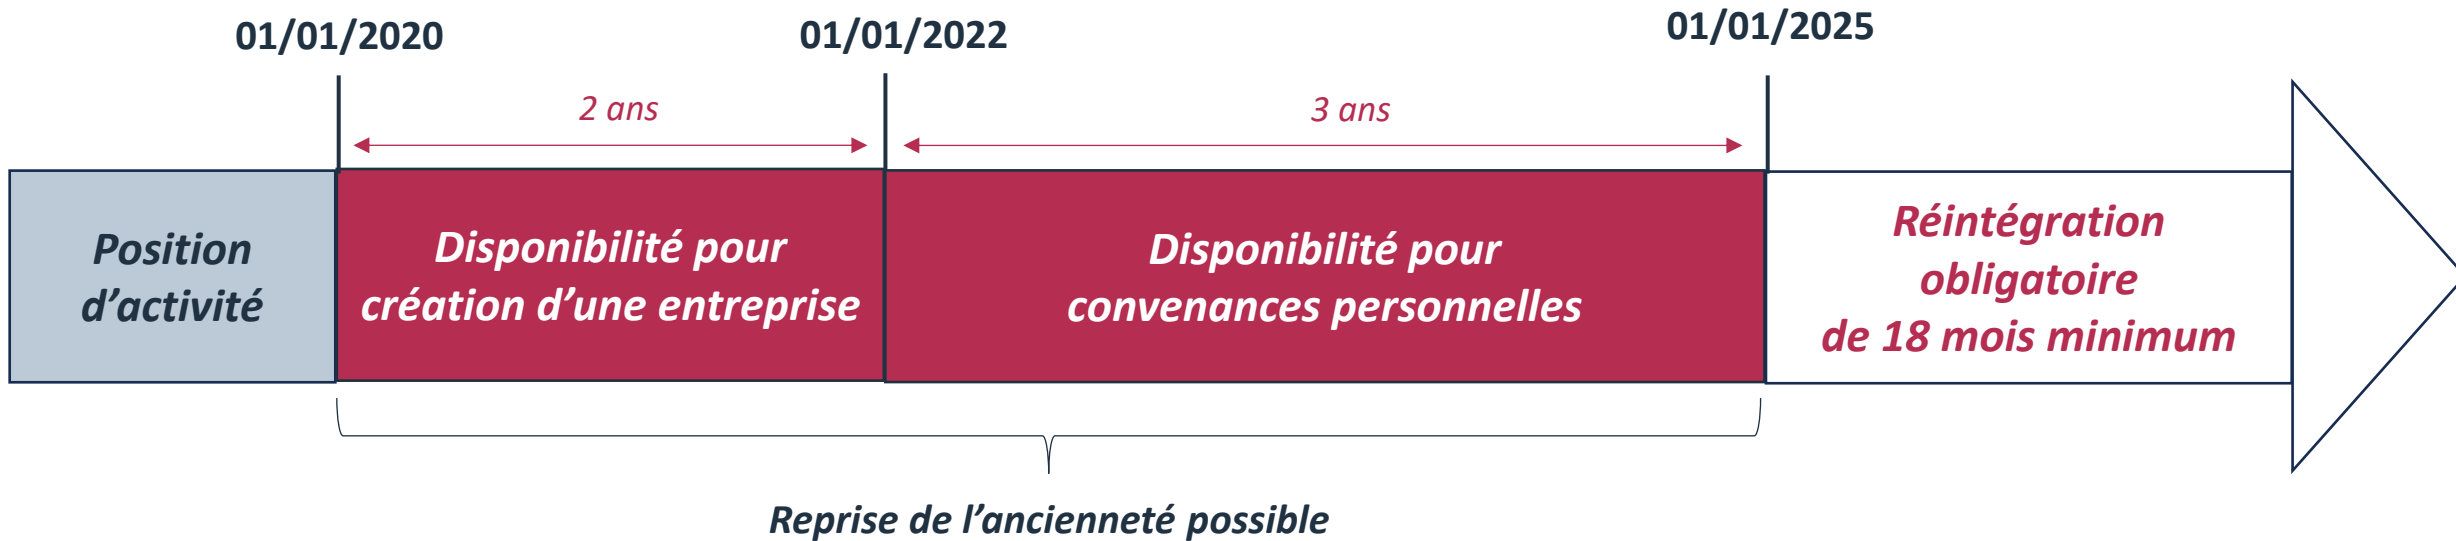 01/01/2020
01/01/2022
01/01/2025
2 ans
3 ans
Position
d’activité
Disponibilité pour
création d’une entreprise
Disponibilité pour
convenances personnelles
Réintégration
obligatoire
de 18 mois minimum
Reprise de l’ancienneté possible